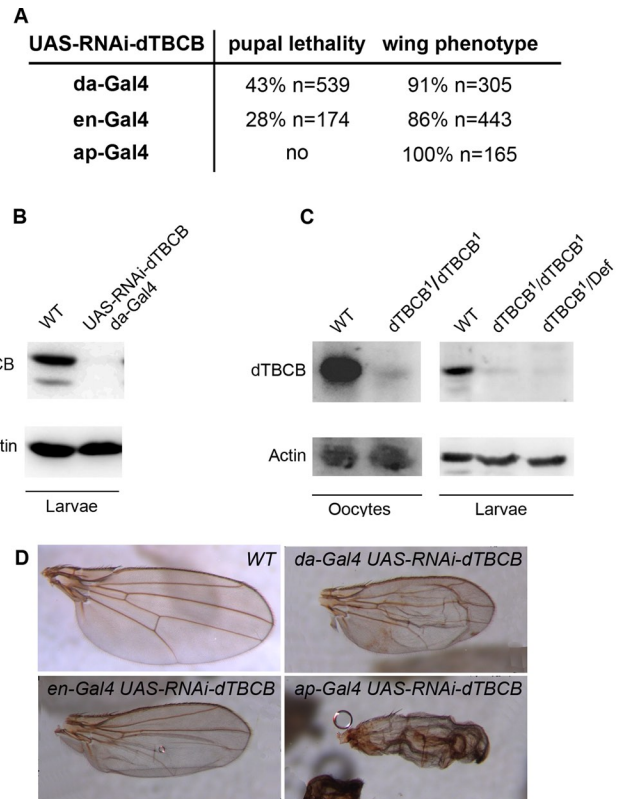 A
UAS-RNAi-dTBCB pupal lethality wing phenotype
da-Gal4 43% n=539 91% n=305
en-Gal4 28% n=174 86% n=443
ap-Gal4 no 100% n=165
B
WT UAS-RNAi-dTBCB
da-Gal4
CB
tin
Larvae
C
WT dTBCB¹/dTBCB¹ WT dTBCB¹/dTBCB¹ dTBCB¹/Def
dTBCB
Actin
Oocytes Larvae
D
WT da-Gal4 UAS-RNAi-dTBCB
en-Gal4 UAS-RNAi-dTBCB ap-Gal4 UAS-RNAi-dTBCB